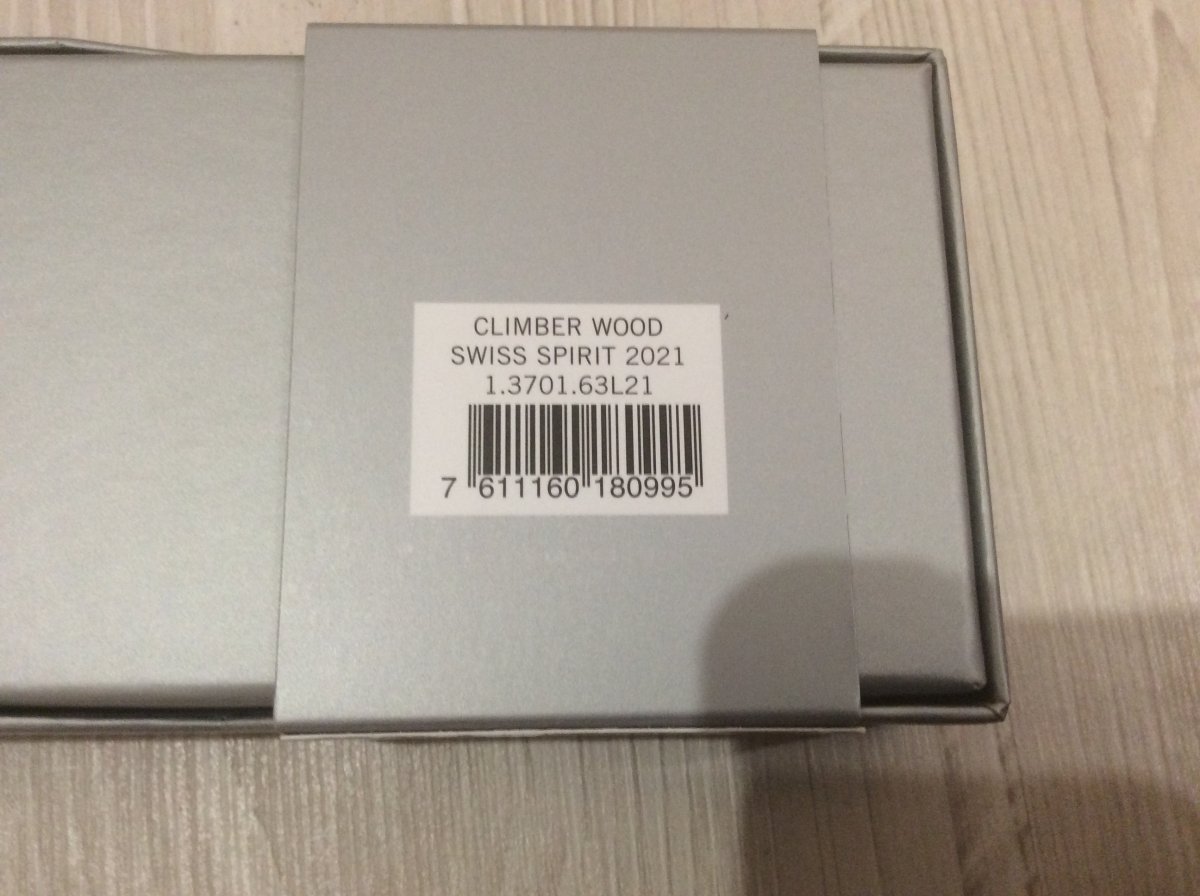 CLIMBER WOOD
SWISS SPIRIT 2021
1.3701.63L21
7 611160 180995